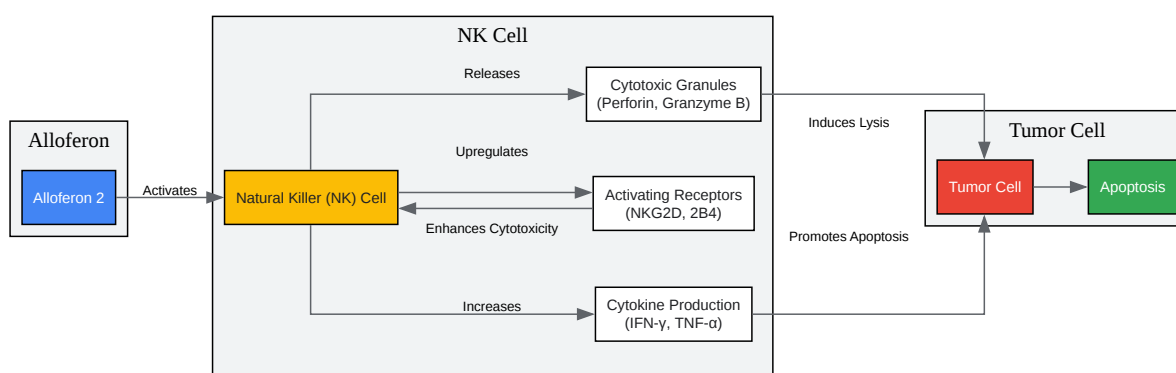 NK Cell
Releases
Cytotoxic Granules
(Perforin, Granzyme B)
Induces Lysis
Alloferon
Tumor Cell
Upregulates
Alloferon 2
Activates
Natural Killer (NK) Cell
Activating Receptors
(NKG2D, 2B4)
Tumor Cell
Apoptosis
Enhances Cytotoxicity
Promotes Apoptosis
Increases
Cytokine Production
(IFN-γ, TNF-α)